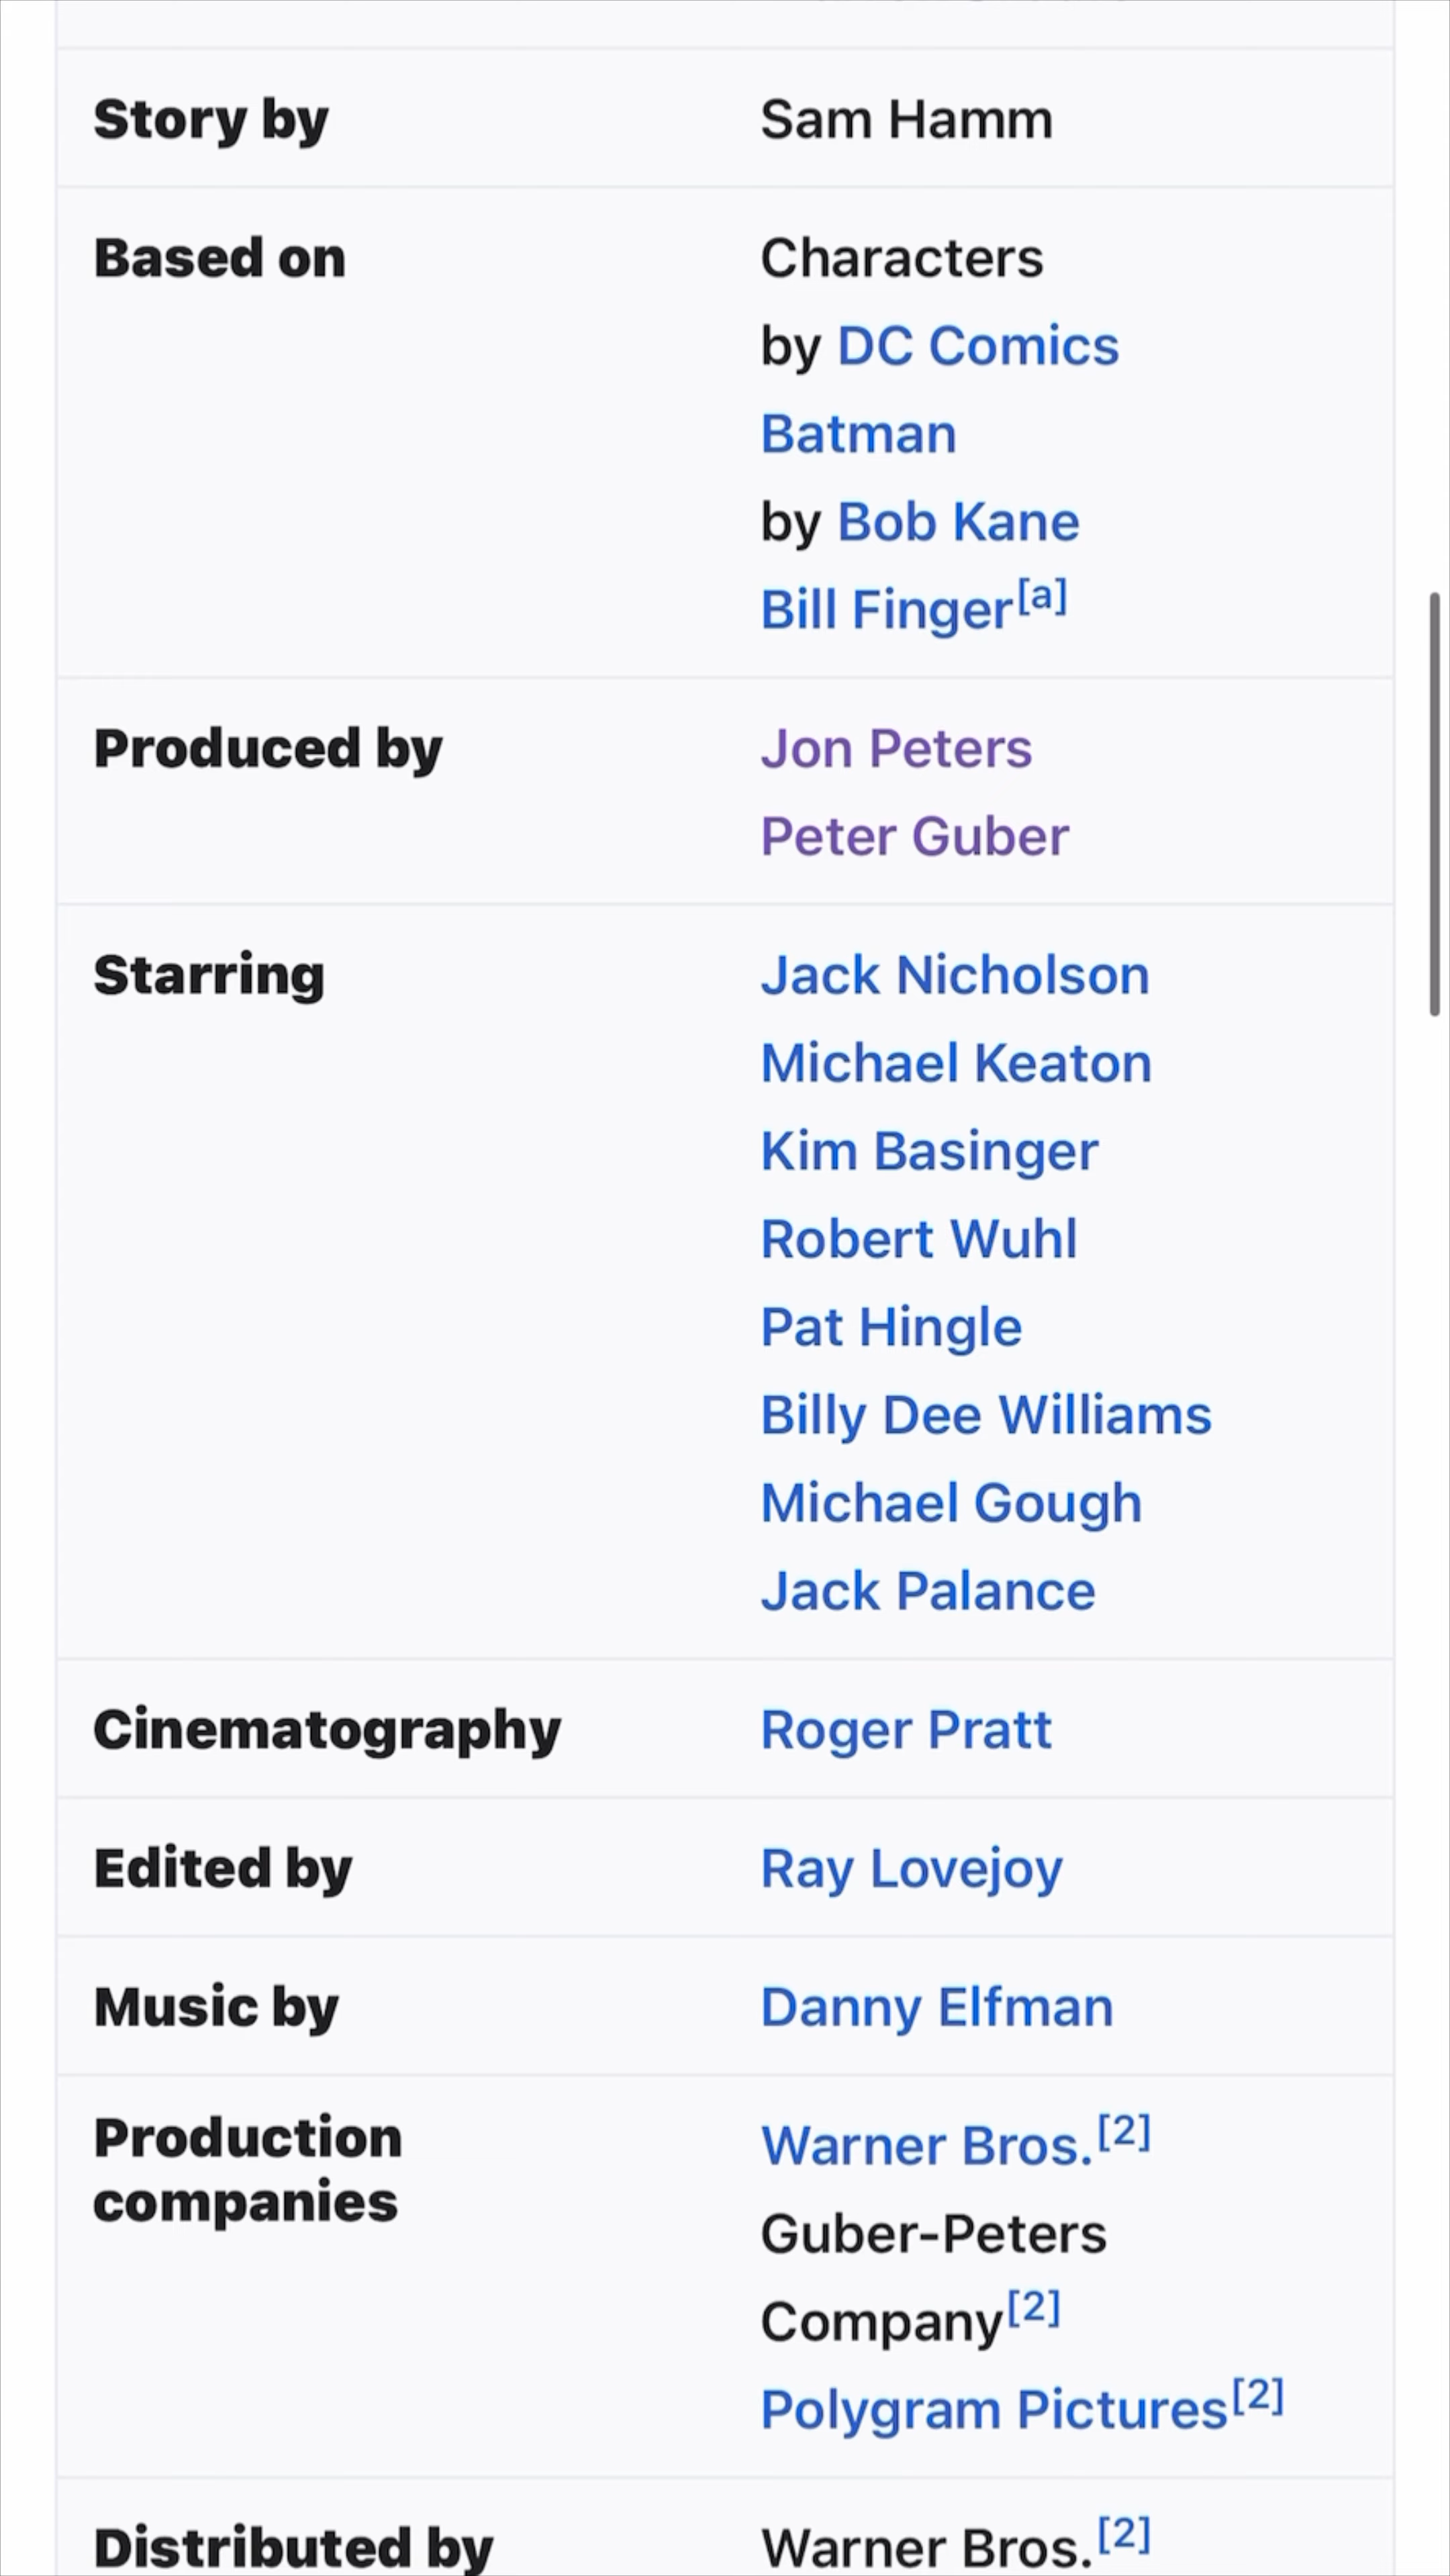 Story by
Sam Hamm
Based on
Characters
by DC Comics
Batman
by Bob Kane
Bill Finger[a]
Produced by
Jon Peters
Peter Guber
Starring
Jack Nicholson
Michael Keaton
Kim Basinger
Robert Wuhl
Pat Hingle
Billy Dee Williams
Michael Gough
Jack Palance
Cinematography
Roger Pratt
Edited by
Ray Lovejoy
Music by
Danny Elfman
Production
companies
Warner Bros.[2]
Guber-Peters
Company[2]
Polygram Pictures[2]
Distributed by
Warner Bros.[2]